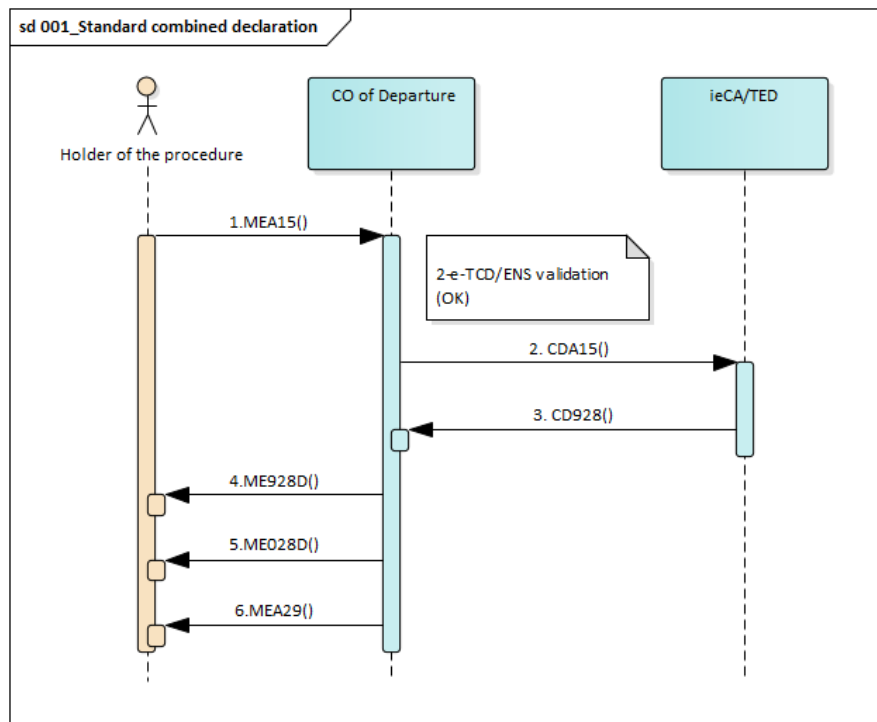 sd 001_Standard combined declaration
CO of Departure
ieCA/TED
Holder of the procedure
1.MEA15()
2-e-TCD/ENS validation
(OK)
2. CDA15()
3. CD928()
4.ME928D()
5.ME028D()
6.MEA29()